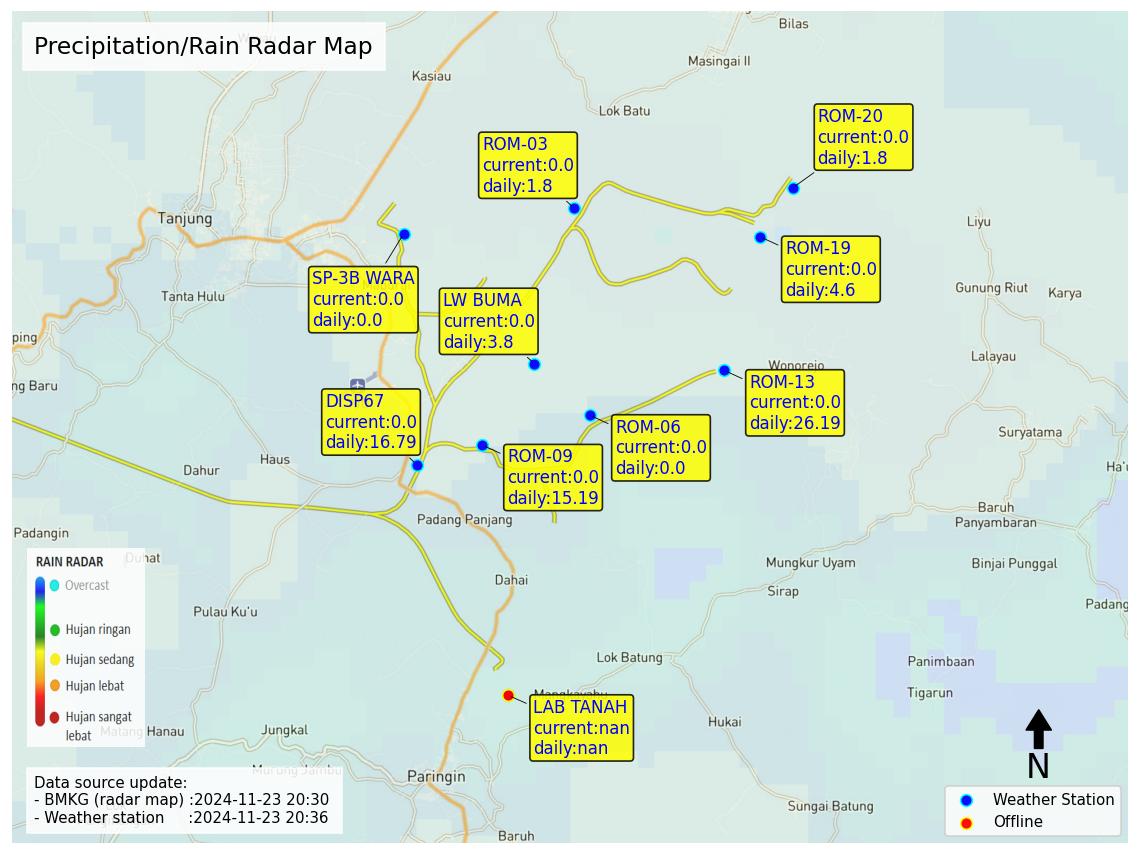 Precipitation/Rain Radar Map
Bilas
Masingai II
Kasiau
Lok Batu
ROM-20
current:0.0
daily:1.8
ROM-03
current:0.0
daily:1.8
Tanjung
Liyu
ROM-19
current:0.0
daily:4.6
SP-3B WARA
current:0.0
daily:0.0
Tanta Hulu
LW BUMA
current:0.0
daily:3.8
Gunung Riut
Karya
ping
Lalayau
Wonorejo
ng Baru
ROM-13
current:0.0
daily:26.19
DISP67
current:0.0
daily:16.79
ROM-06
current:0.0
daily:0.0
Suryatama
ROM-09
current:0.0
daily:15.19
Haus
Dahur
Ha'u
Padang Panjang
Baruh
Panyambaran
Padangin
Duhat
Mungkur Uyam
Binjai Punggal
RAIN RADAR
Overcast
Hujan ringan
Hujan sedang
Hujan lebat
Hujan sangat
lebat
Dahai
Sirap
Padang
Pulau Ku'u
Lok Batung
Panimbaan
Tigarun
Mangkayahu
LAB TANAH
current:nan
daily:nan
Hukai
Matang Hanau
Jungkal
Murung Jambu
Paringin
N
Data source update:
- BMKG (radar map) :2024-11-23 20:30
- Weather station :2024-11-23 20:36
Sungai Batung
Baruh
Weather Station
Offline